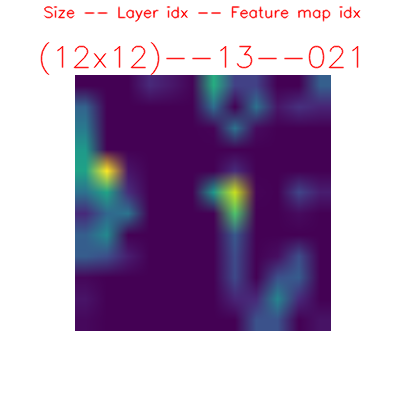 Size -- Layer idx -- Feature map idx
(12x12)--13--021